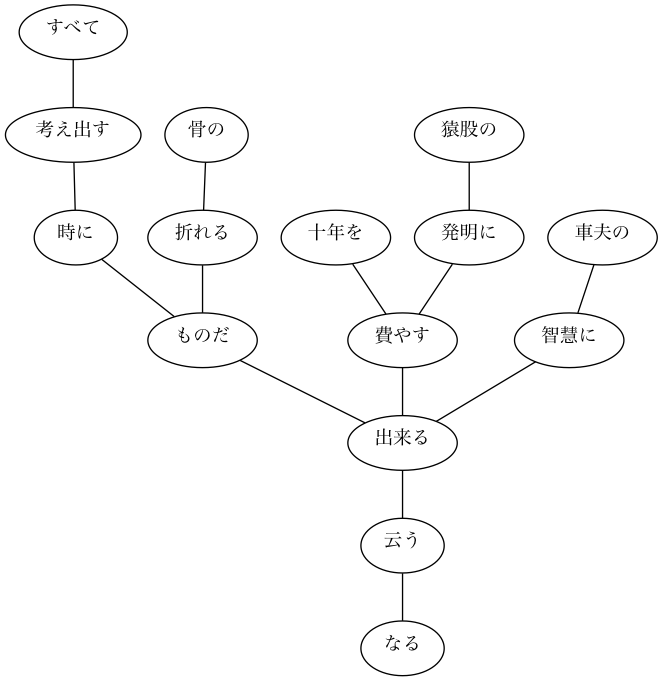 すべて
考え出す
骨の
猿股の
時に
折れる
十年を
発明に
車夫の
ものだ
費やす
智慧に
出来る
云う
なる